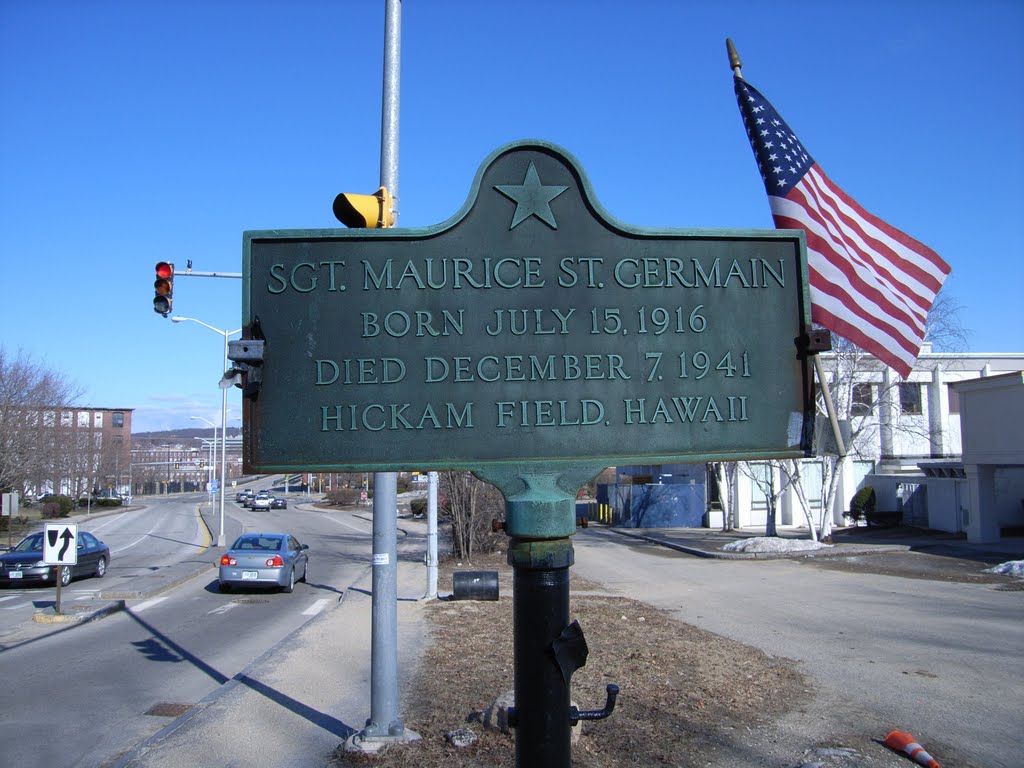 SGT. MAURICE ST. GERMAIN
BORN JULY 15, 1916
DIED DECEMBER 7, 1941
HICKAM FIELD, HAWAII